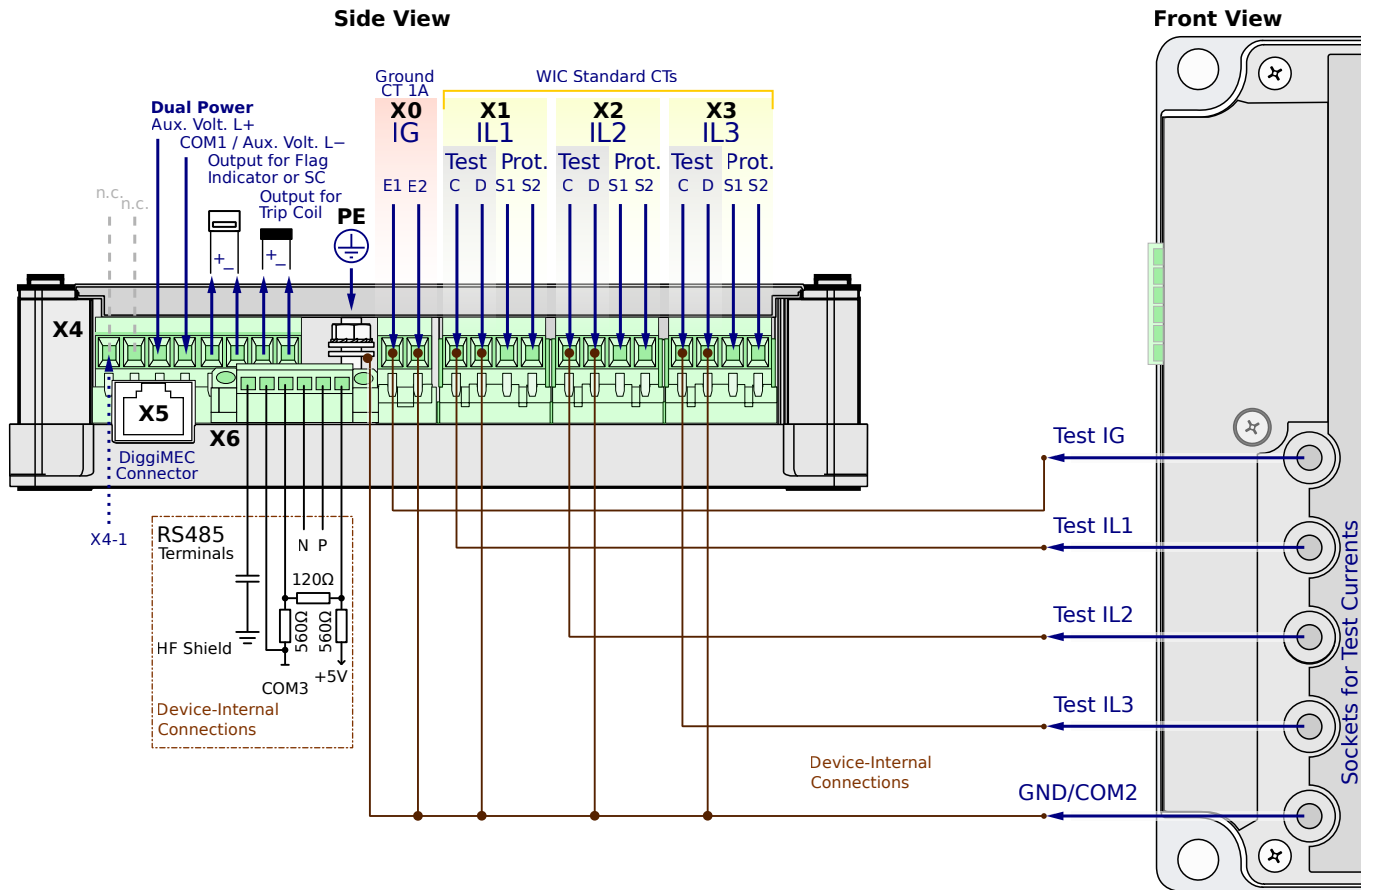 Side View
Front View
Ground
CT 1A
WIC Standard CTs
Dual Power
Aux. Volt. L+
COM1 / Aux. Volt. L−
Output for Flag
Indicator or SC
Output for
Trip Coil
n.c.
n.c.
PE
X0
IG
E1 E2
X1
IL1
Test Prot.
C D S1 S2
X2
IL2
Test Prot.
C D S1 S2
X3
IL3
Test Prot.
C D S1 S2
+ −
+ −
X4
X5
X6
DiggiMEC
Connector
X4-1
RS485
Terminals
N P
120Ω
560Ω
560Ω
HF Shield
+5V
COM3
Device-Internal
Connections
Test IG
Test IL1
Test IL2
Test IL3
GND/COM2
Device-Internal
Connections
Sockets for Test Currents